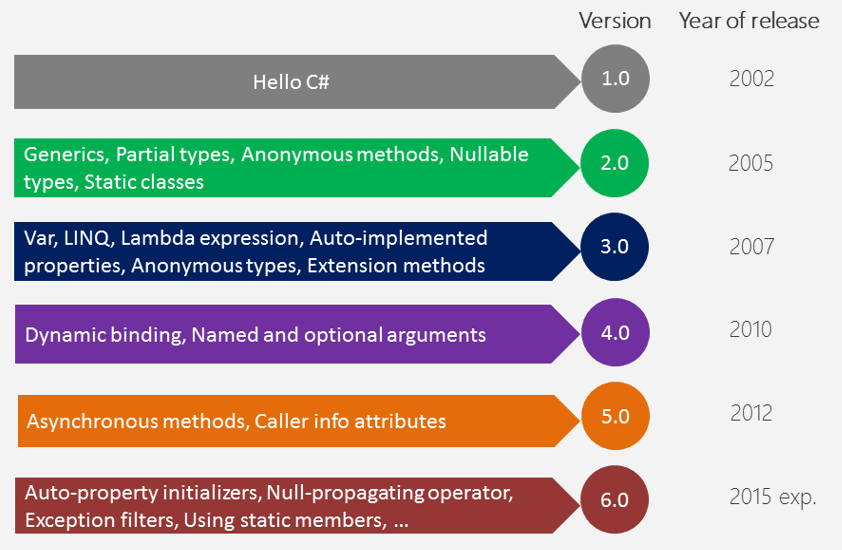 Version Year of release
Hello C# 1.0 2002
Generics, Partial types, Anonymous methods, Nullable
types, Static classes
2.0 2005
Var, LINQ, Lambda expression, Auto-implemented
properties, Anonymous types, Extension methods
3.0 2007
Dynamic binding, Named and optional arguments 4.0 2010
Asynchronous methods, Caller info attributes 5.0 2012
Auto-property initializers, Null-propagating operator,
Exception filters, Using static members, ...
6.0 2015 exp.